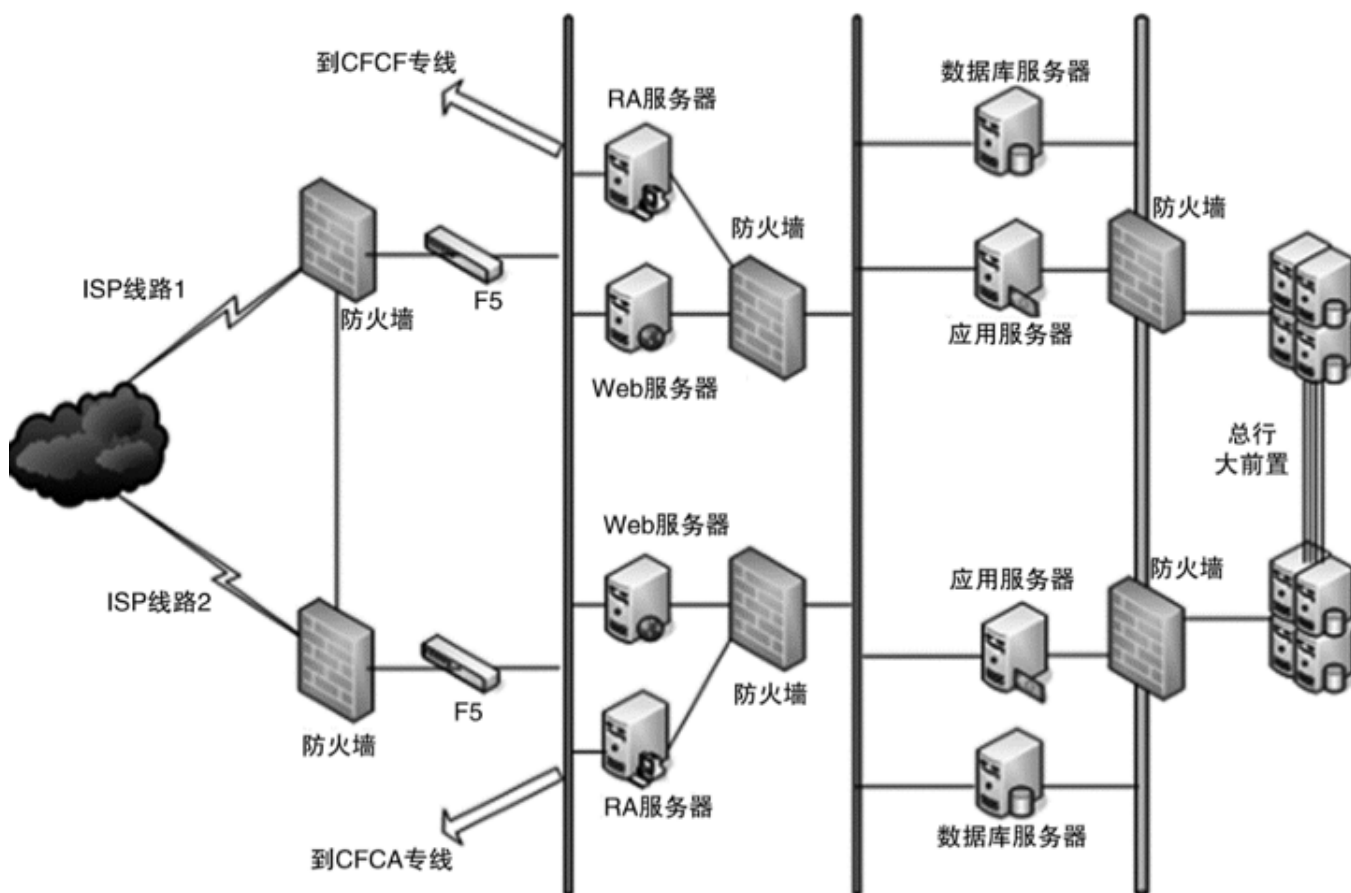 到CFCF专线
RA服务器
数据库服务器
防火墙
防火墙
ISP线路1
F5
防火墙
应用服务器
Web服务器
总行
大前置
Web服务器
应用服务器
防火墙
ISP线路2
防火墙
F5
防火墙
RA服务器
数据库服务器
到CFCA专线